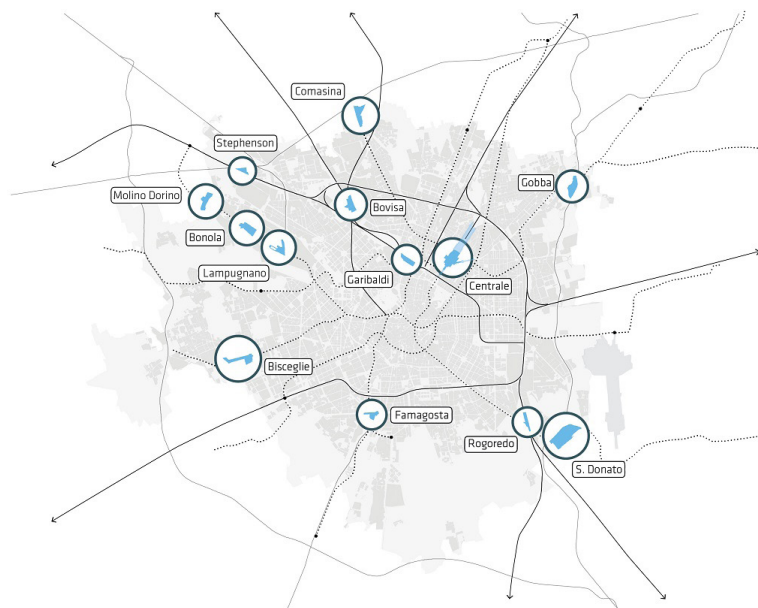 Comasina
Stephenson
Gobba
Molino Dorino
Bovisa
Bonola
Lampugnano
Garibaldi
Centrale
Bisceglie
Famagosta
Rogoredo
S. Donato